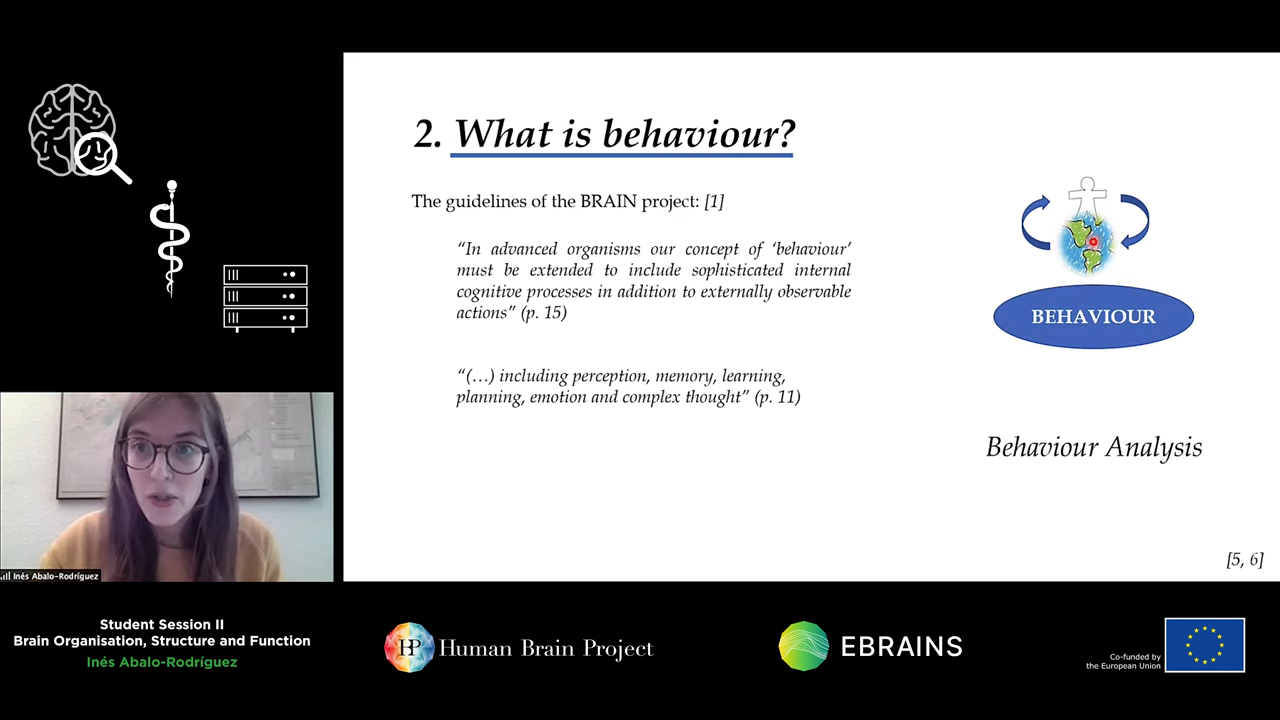 2. What is behaviour?
The guidelines of the BRAIN project: [1]
“In advanced organisms our concept of ‘behaviour’
must be extended to include sophisticated internal
cognitive processes in addition to externally observable
actions” (p. 15)
“(…) including perception, memory, learning,
planning, emotion and complex thought” (p. 11)
BEHAVIOUR
Behaviour Analysis
[5, 6]
Inés Abalo-Rodríguez
Student Session II
Brain Organisation, Structure and Function
Inés Abalo-Rodríguez
HP Human Brain Project
EBRAINS
Co-funded by
the European Union